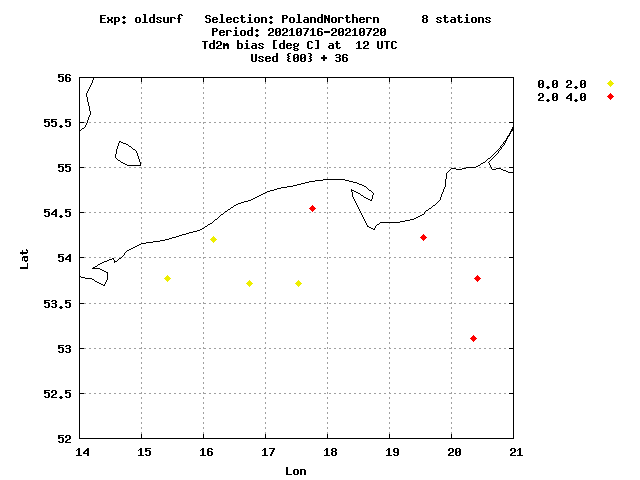 Exp: oldsurf   Selection: PolandNorthern      8 stations
Period: 20210716-20210720
Td2m bias [deg C] at  12 UTC
Used {00} + 36
0.0 2.0
2.0 4.0
56
55.5
55
54.5
54
53.5
53
52.5
52
Lat
14 15 16 17 18 19 20 21
Lon